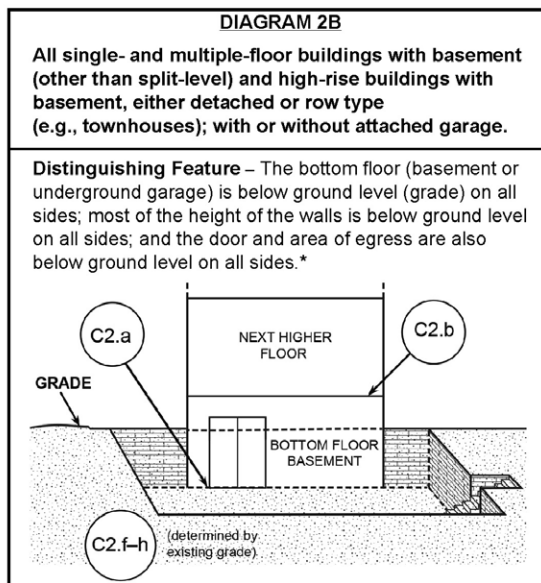 DIAGRAM 2B
All single- and multiple-floor buildings with basement
(other than split-level) and high-rise buildings with
basement, either detached or row type
(e.g., townhouses); with or without attached garage.
Distinguishing Feature – The bottom floor (basement or
underground garage) is below ground level (grade) on all
sides; most of the height of the walls is below ground level
on all sides; and the door and area of egress are also
below ground level on all sides.*
C2.a
NEXT HIGHER
FLOOR
C2.b
GRADE
BOTTOM FLOOR
BASEMENT
C2.f–h
(determined by
existing grade)